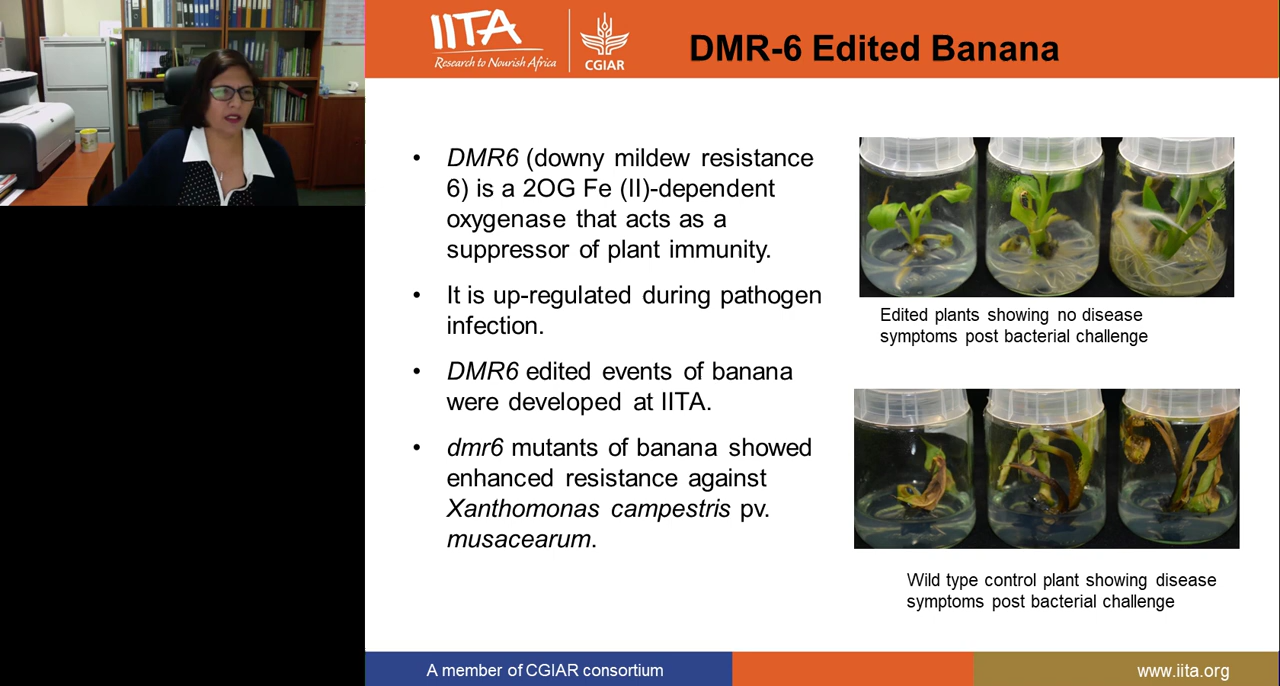 IITA
Research to Nourish Africa
CGIAR
DMR-6 Edited Banana
• DMR6 (downy mildew resistance
6) is a 2OG Fe (II)-dependent
oxygenase that acts as a
suppressor of plant immunity.
• It is up-regulated during pathogen
infection.
• DMR6 edited events of banana
were developed at IITA.
• dmr6 mutants of banana showed
enhanced resistance against
Xanthomonas campestris pv.
musacearum.
Edited plants showing no disease
symptoms post bacterial challenge
Wild type control plant showing disease
symptoms post bacterial challenge
A member of CGIAR consortium
www.iita.org